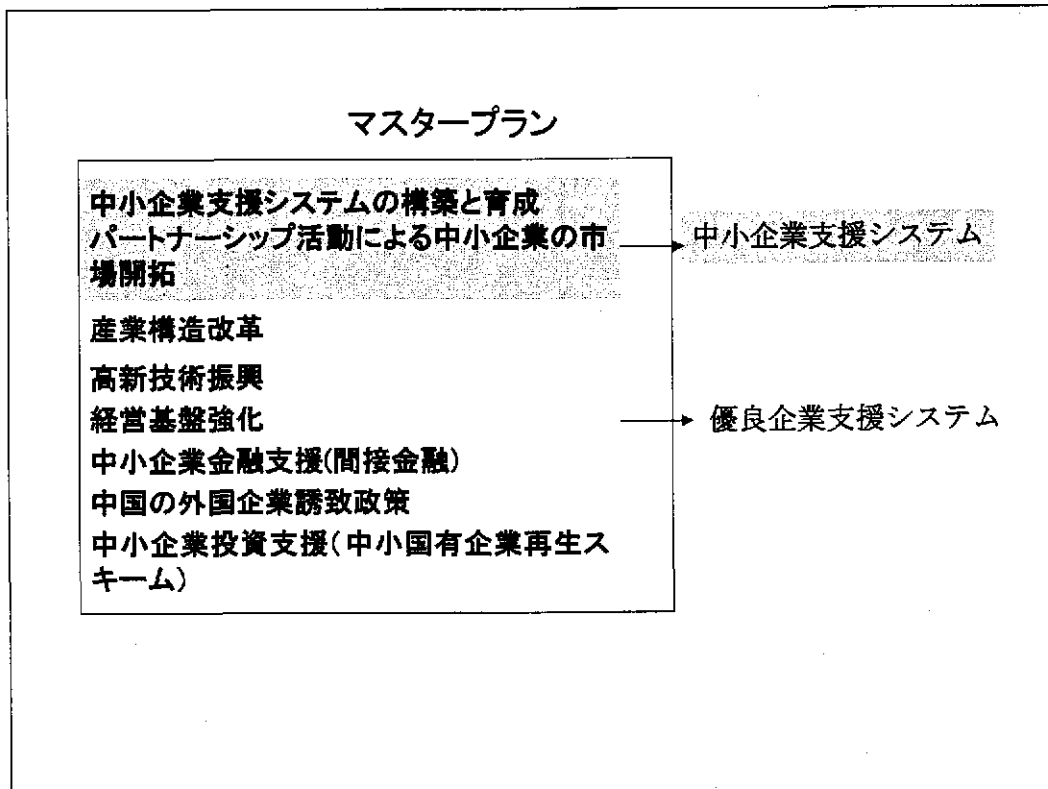 マスタープラン
中小企業支援システムの構築と育成
パートナーシップ活動による中小企業の市
場開拓
中小企業支援システム
産業構造改革
高新技術振興
経営基盤強化
優良企業支援システム
中小企業金融支援(間接金融)
中国の外国企業誘致政策
中小企業投資支援(中小国有企業再生ス
キーム)